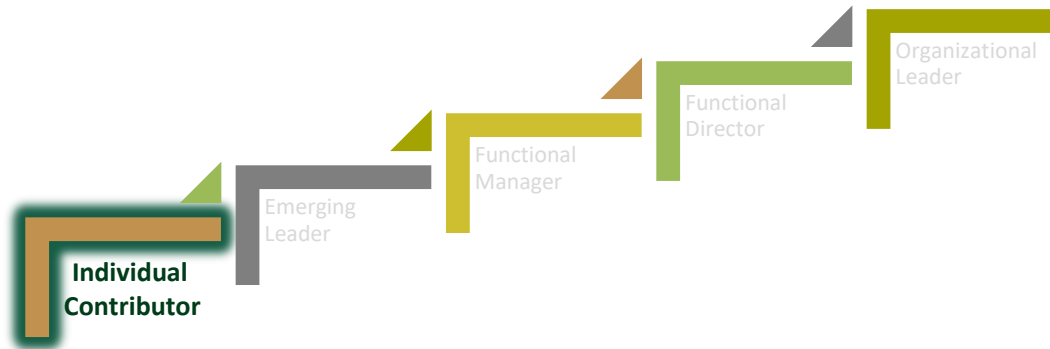 Individual
Contributor
Emerging
Leader
Functional
Manager
Functional
Director
Organizational
Leader